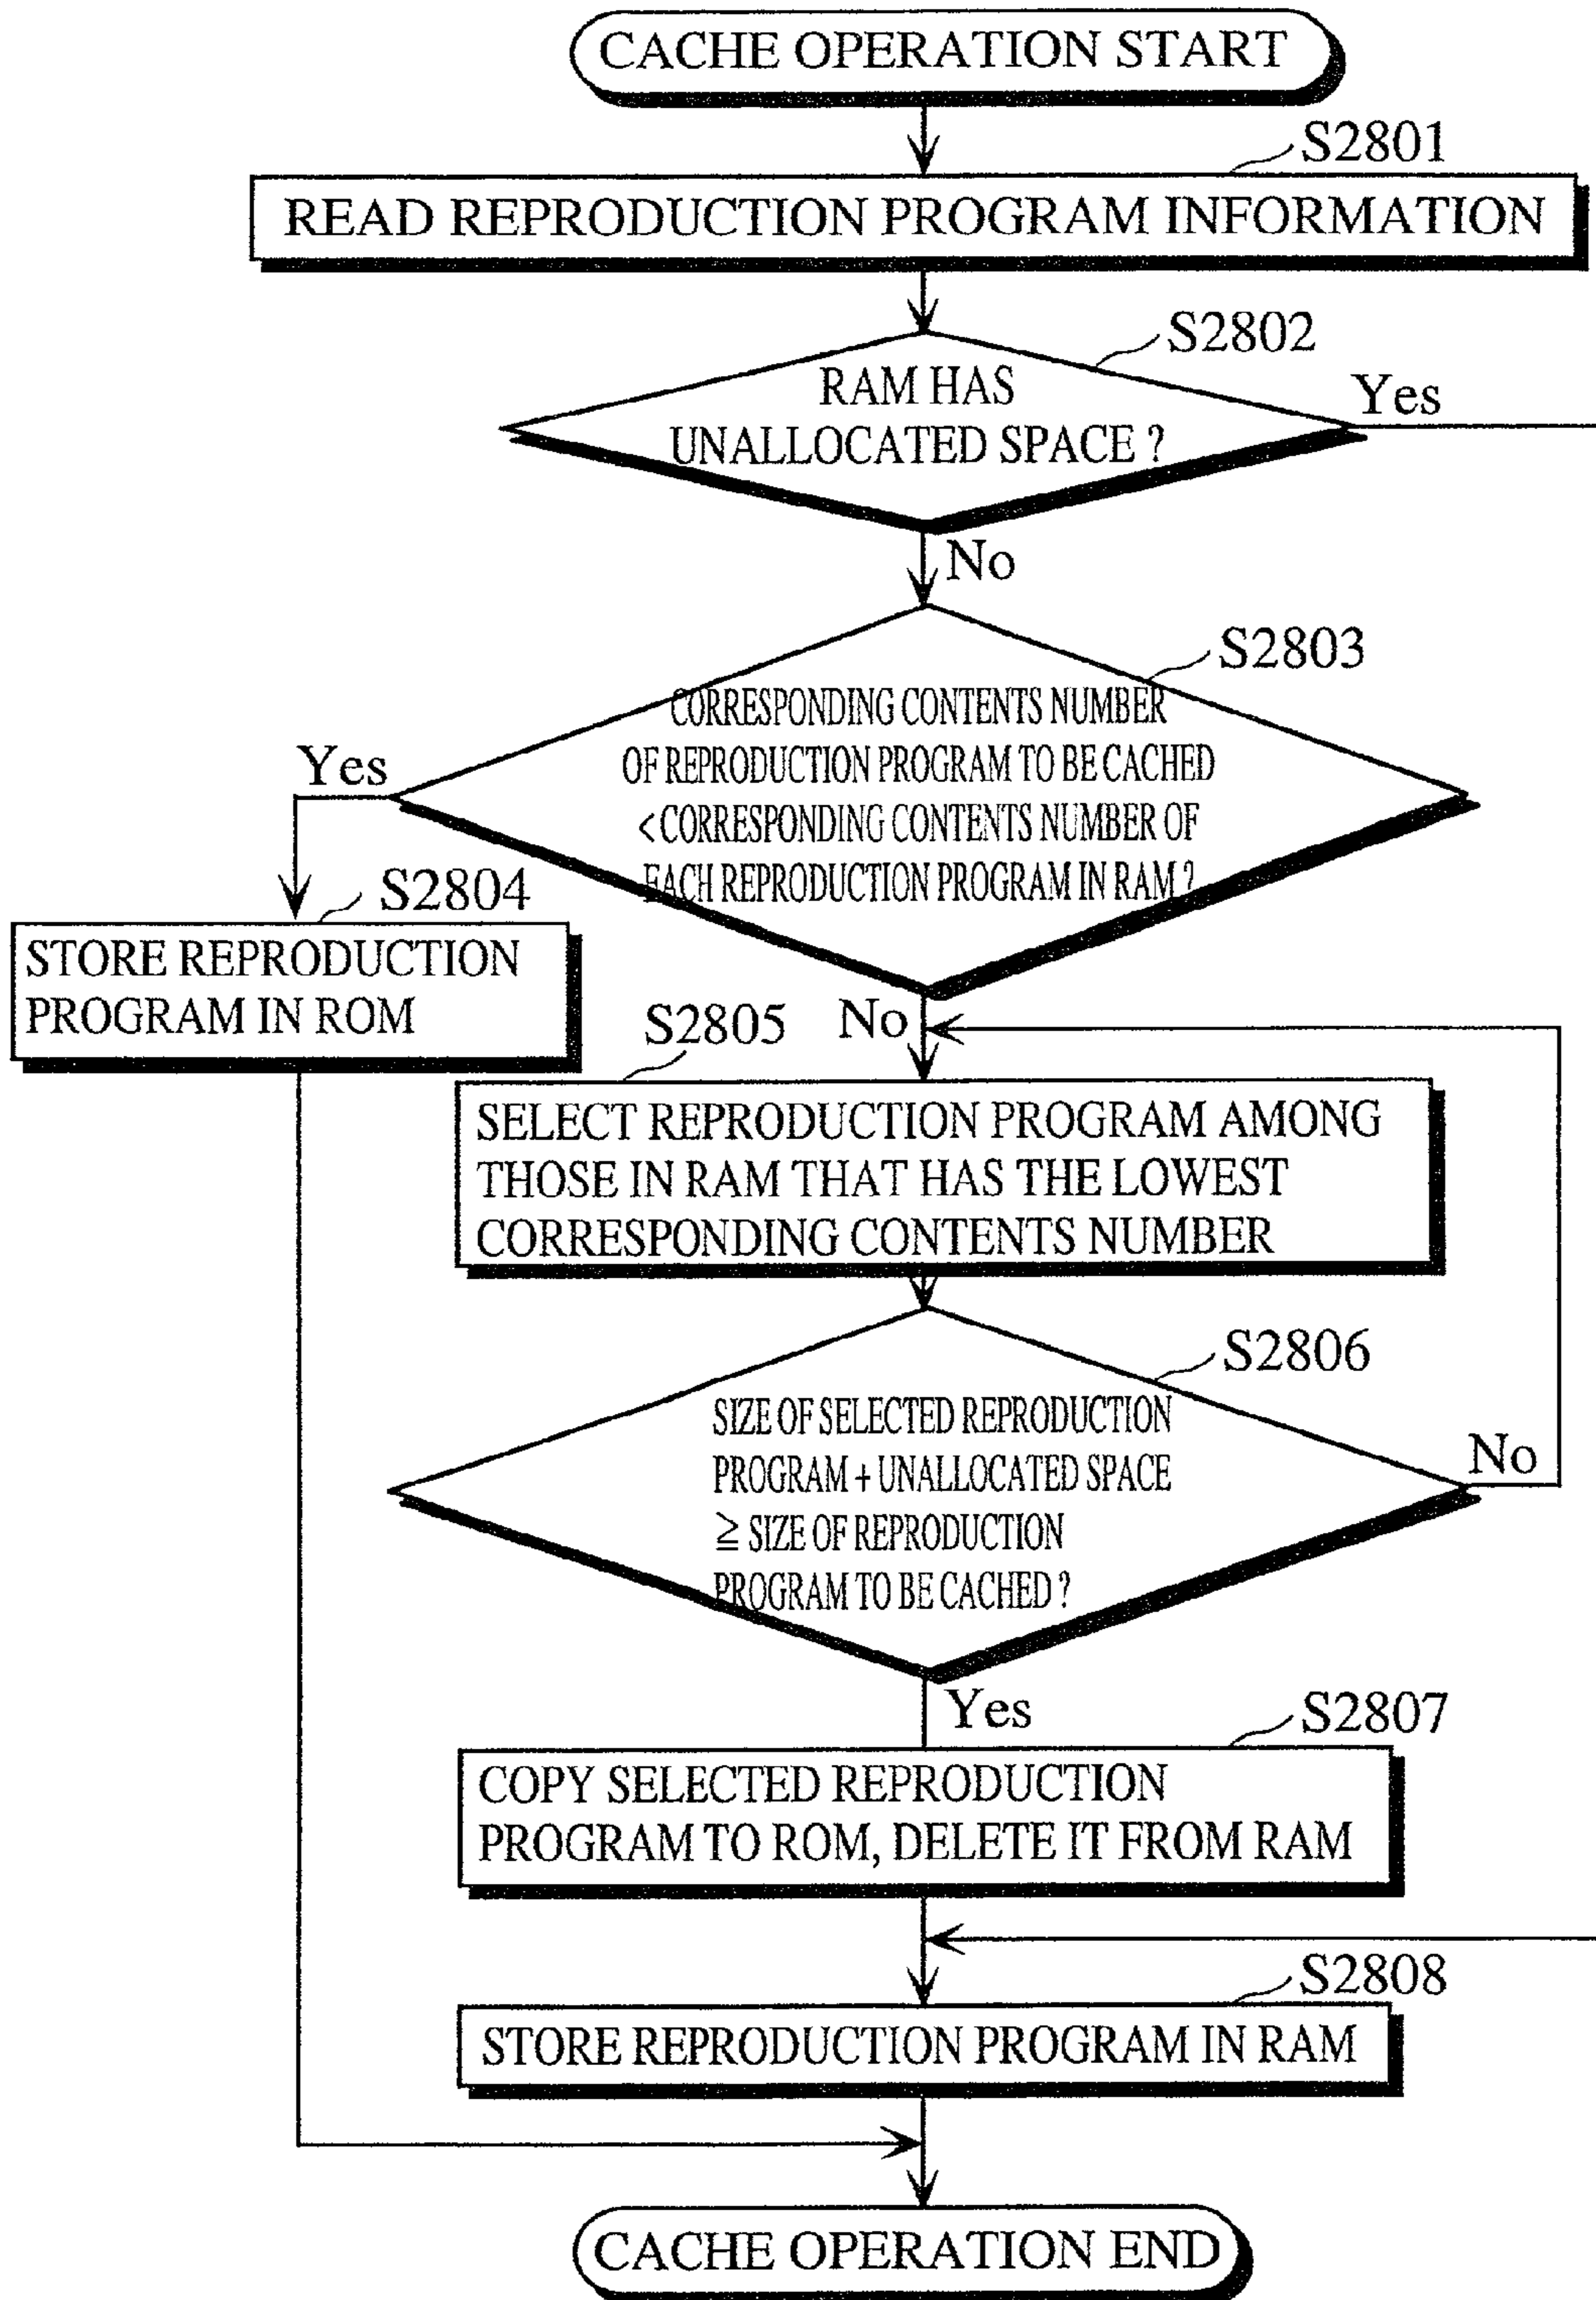 CACHE OPERATION START
S2801
READ REPRODUCTION PROGRAM INFORMATION
S2802
RAM HAS
UNALLOCATED SPACE ?
Yes
No
S2803
CORRESPONDING CONTENTS NUMBER
OF REPRODUCTION PROGRAM TO BE CACHED
< CORRESPONDING CONTENTS NUMBER OF
EACH REPRODUCTION PROGRAM IN RAM ?
Yes
S2804
STORE REPRODUCTION
PROGRAM IN ROM
No
S2805
SELECT REPRODUCTION PROGRAM AMONG
THOSE IN RAM THAT HAS THE LOWEST
CORRESPONDING CONTENTS NUMBER
S2806
SIZE OF SELECTED REPRODUCTION
PROGRAM + UNALLOCATED SPACE
≧ SIZE OF REPRODUCTION
PROGRAM TO BE CACHED ?
No
Yes
S2807
COPY SELECTED REPRODUCTION
PROGRAM TO ROM, DELETE IT FROM RAM
S2808
STORE REPRODUCTION PROGRAM IN RAM
CACHE OPERATION END